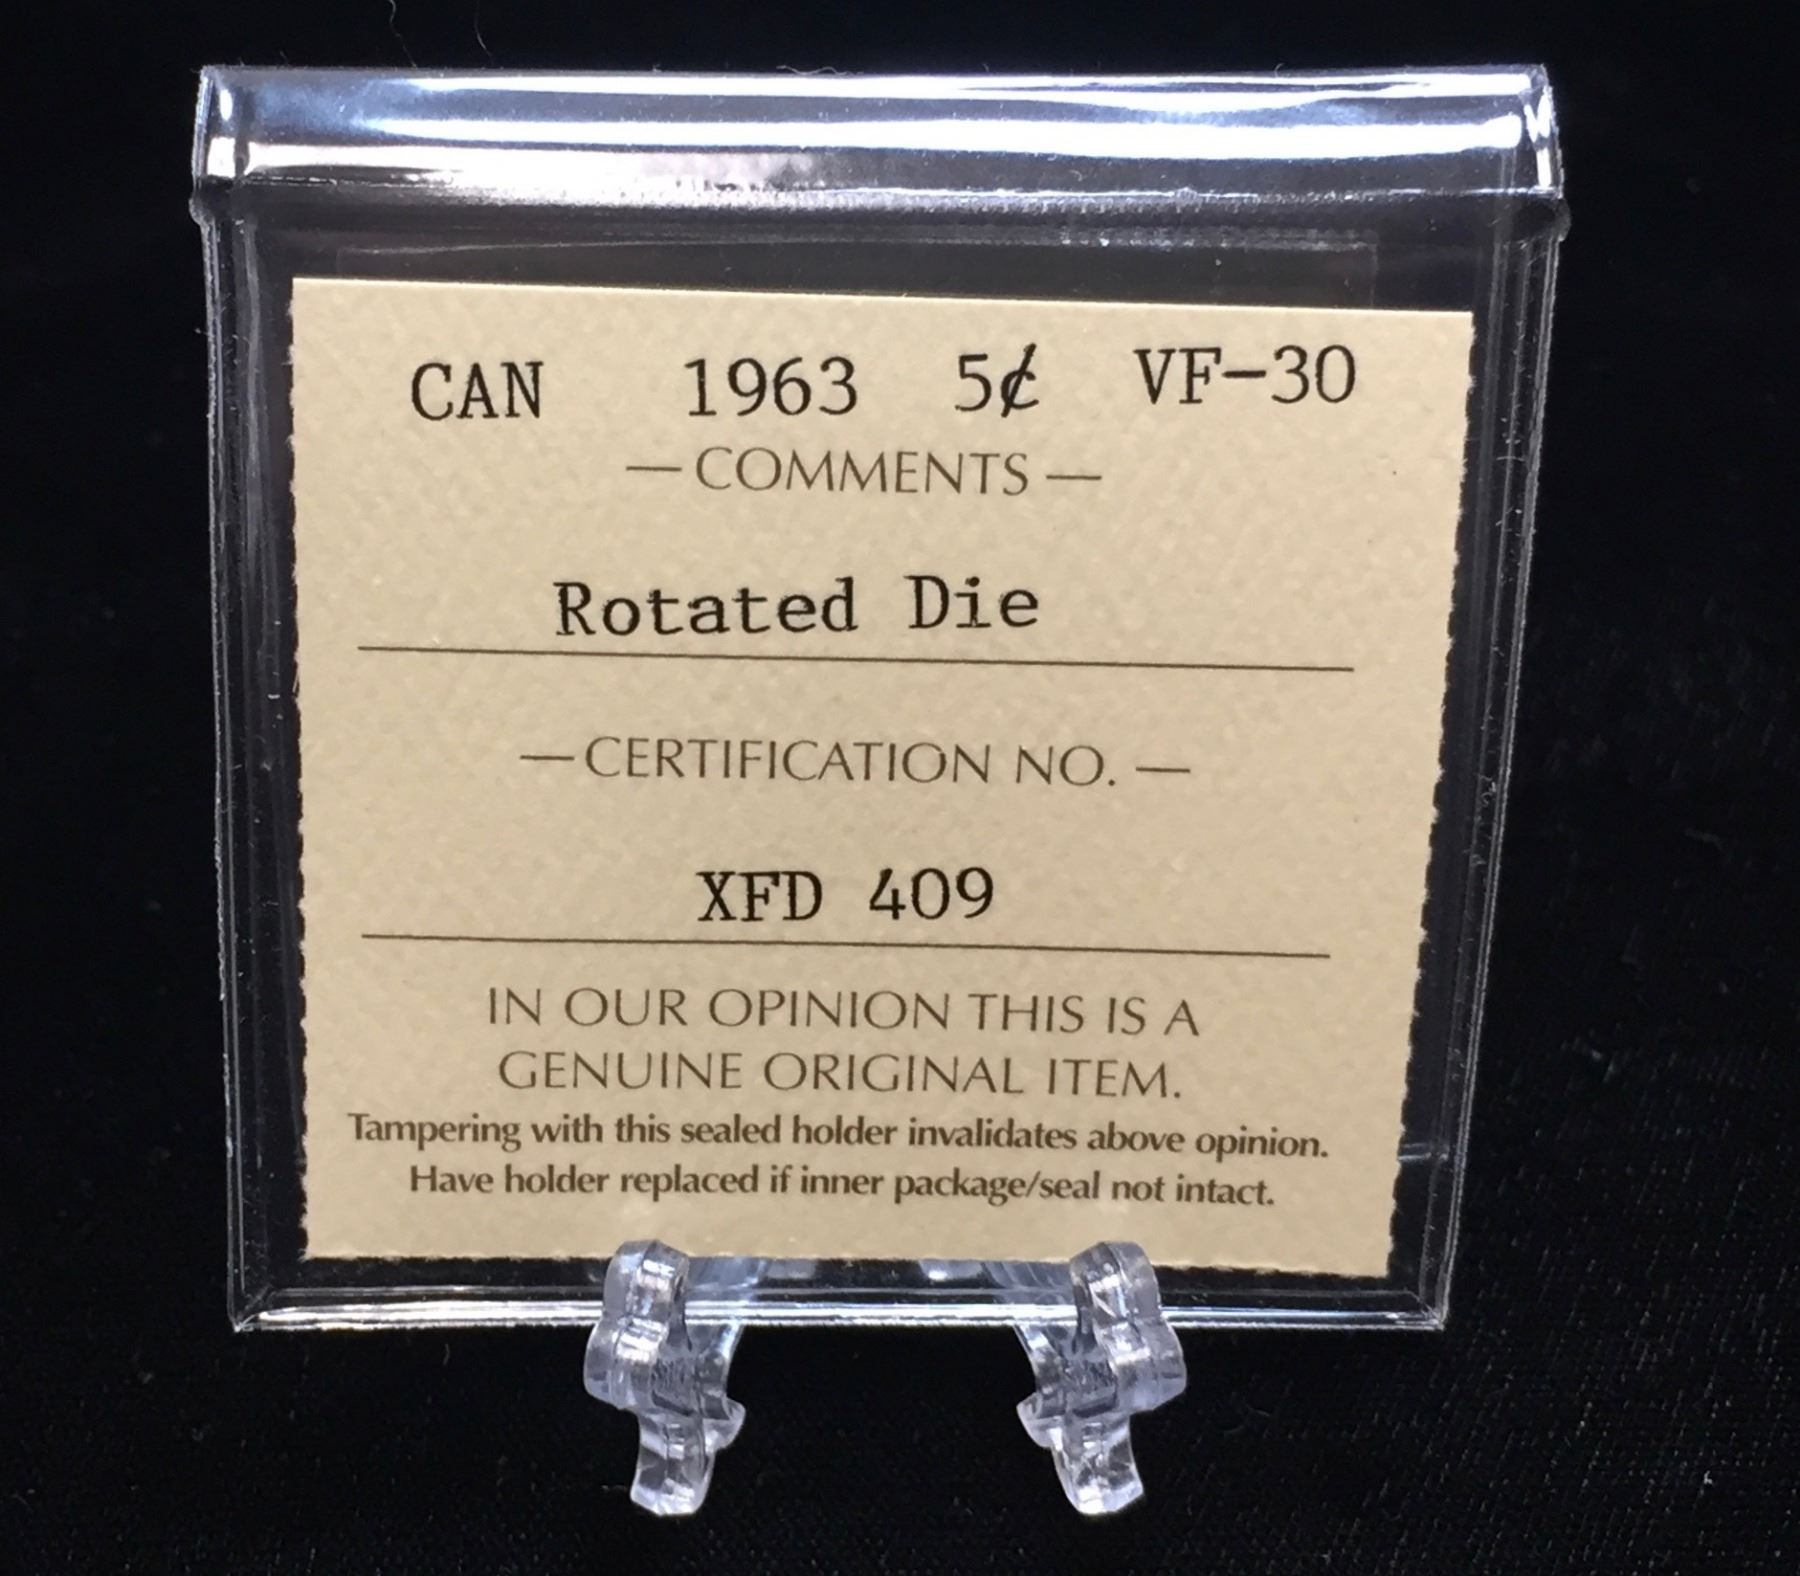 CAN 1963 5¢ VF-30
— COMMENTS —
Rotated Die
— CERTIFICATION NO. —
XFD 409
IN OUR OPINION THIS IS A
GENUINE ORIGINAL ITEM.
Tampering with this sealed holder invalidates above opinion.
Have holder replaced if inner package/seal not intact.